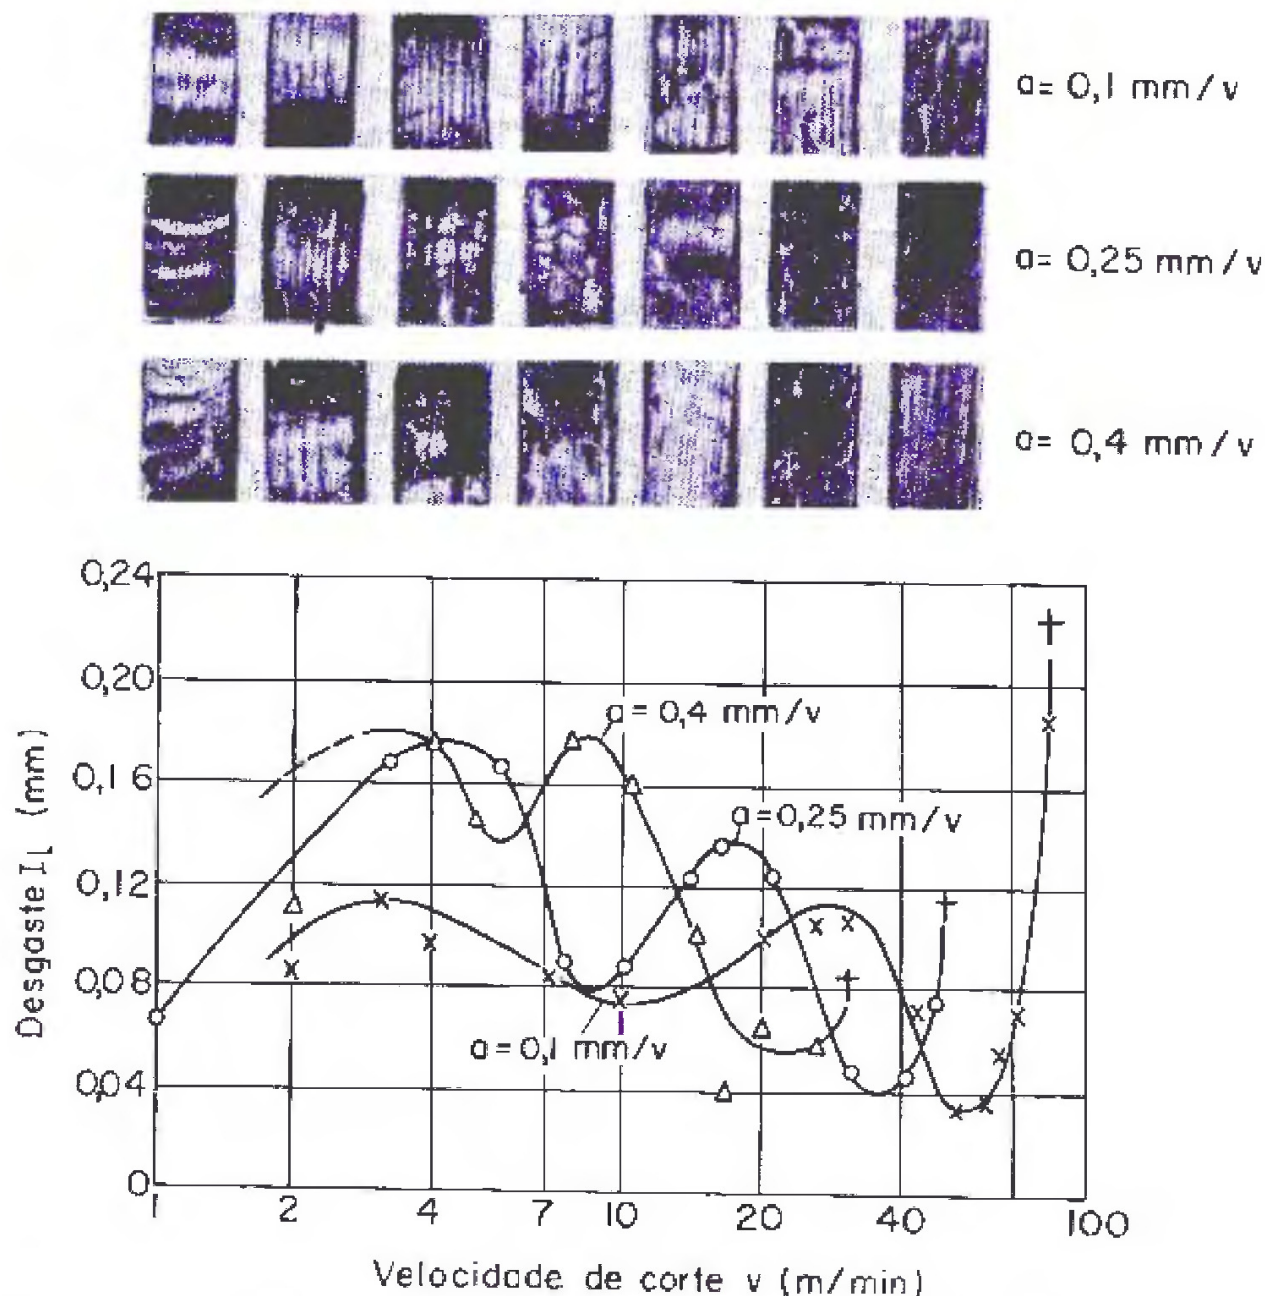 a = 0,1 mm/v
a = 0,25 mm/v
a = 0,4 mm/v
0,24
0,20
0,16
0,12
0,08
0,04
0
Desgaste I_L (mm)
a = 0,4 mm/v
a = 0,25 mm/v
a = 0,1 mm/v
1 2 4 7 10 20 40 100
Velocidade de corte v (m/min)